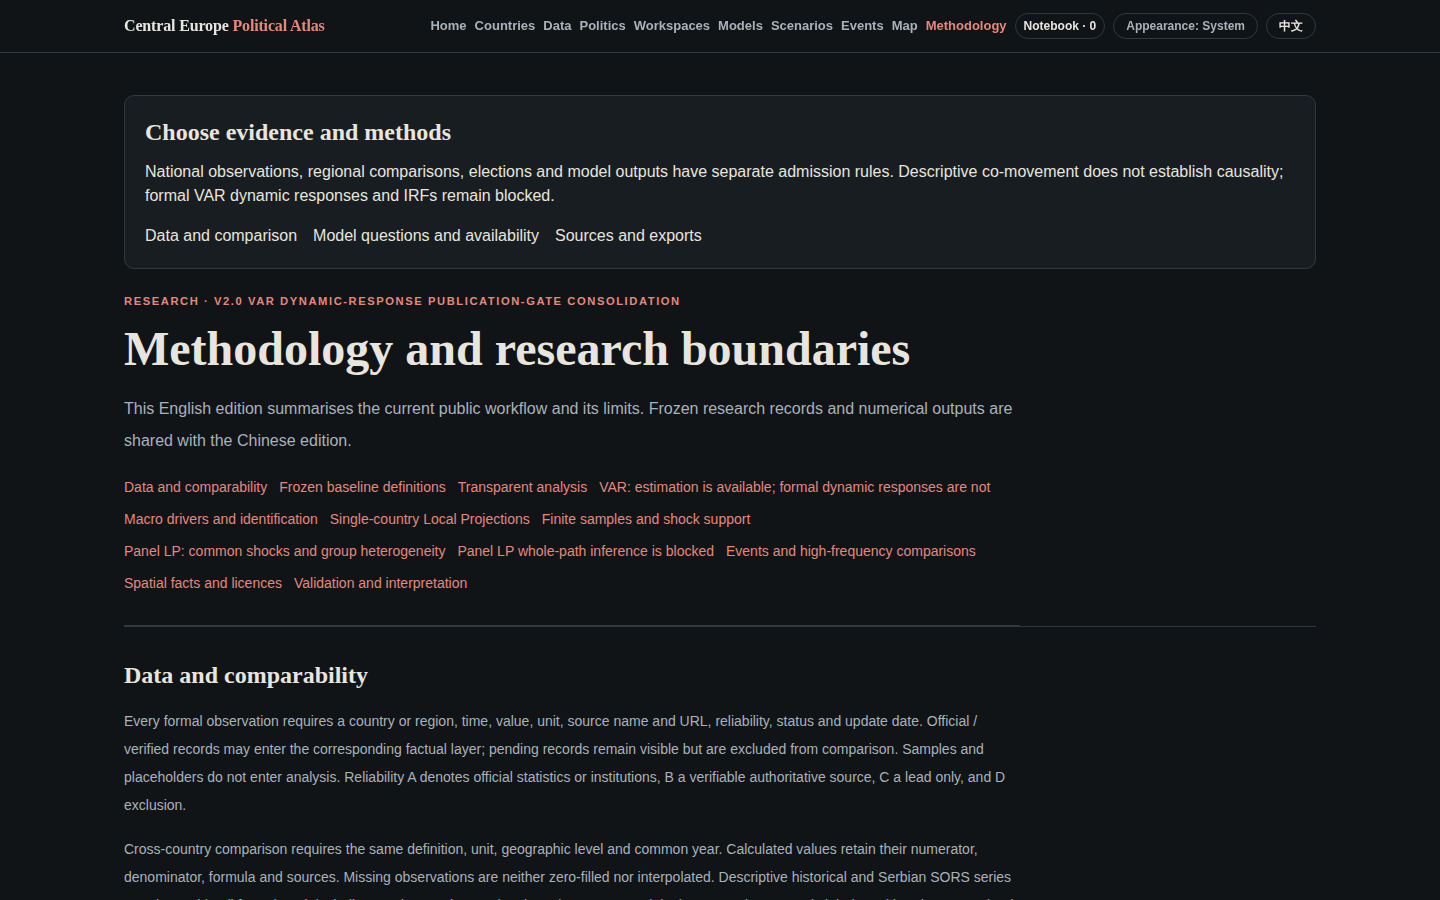 Central Europe Political Atlas
Home Countries Data Politics Workspaces Models Scenarios Events Map Methodology Notebook · 0 Appearance: System 中文
Choose evidence and methods
National observations, regional comparisons, elections and model outputs have separate admission rules. Descriptive co-movement does not establish causality;
formal VAR dynamic responses and IRFs remain blocked.
Data and comparison Model questions and availability Sources and exports
RESEARCH · V2.0 VAR DYNAMIC-RESPONSE PUBLICATION-GATE CONSOLIDATION
Methodology and research boundaries
This English edition summarises the current public workflow and its limits. Frozen research records and numerical outputs are
shared with the Chinese edition.
Data and comparability Frozen baseline definitions Transparent analysis VAR: estimation is available; formal dynamic responses are not
Macro drivers and identification Single-country Local Projections Finite samples and shock support
Panel LP: common shocks and group heterogeneity Panel LP whole-path inference is blocked Events and high-frequency comparisons
Spatial facts and licences Validation and interpretation
Data and comparability
Every formal observation requires a country or region, time, value, unit, source name and URL, reliability, status and update date. Official /
verified records may enter the corresponding factual layer; pending records remain visible but are excluded from comparison. Samples and
placeholders do not enter analysis. Reliability A denotes official statistics or institutions, B a verifiable authoritative source, C a lead only, and D
exclusion.
Cross-country comparison requires the same definition, unit, geographic level and common year. Calculated values retain their numerator,
denominator, formula and sources. Missing observations are neither zero-filled nor interpolated. Descriptive historical and Serbian SORS series